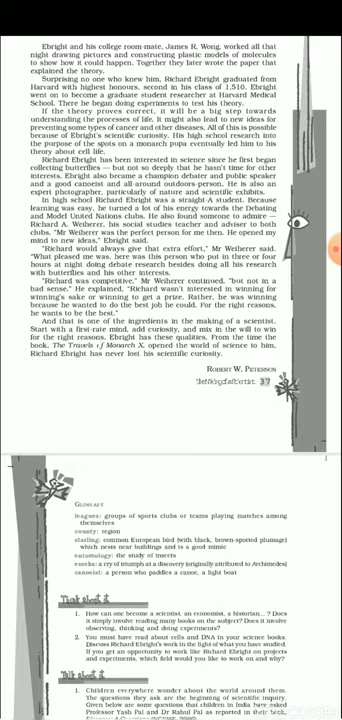 Ebright and his college room-mate, James R. Wong, worked all that
night drawing pictures and constructing plastic models of molecules
to show how it could happen. Together they later wrote the paper that
explained the theory.
Surprising no one who knew him, Richard Ebright graduated from
Harvard with highest honours, second in his class of 1,510. Ebright
went on to become a graduate student researcher at Harvard Medical
School. There he began doing experiments to test his theory.
If the theory proves correct, it will be a big step towards
understanding the processes of life. It might also lead to new ideas for
preventing some types of cancer and other diseases. All of this is possible
because of Ebright's scientific curiosity. His high school research into
the purpose of the spots on a monarch pupa eventually led him to his
theory about cell life.
Richard Ebright has been interested in science since he first began
collecting butterflies — but not so deeply that he hasn't time for other
interests. Ebright also became a champion debater and public speaker
and a good canoeist and all-around outdoors-person. He is also an
expert photographer, particularly of nature and scientific exhibits.
In high school Richard Ebright was a straight-A student. Because
learning was easy, he turned a lot of his energy towards the Debating
and Model United Nations clubs. He also found someone to admire —
Richard A. Weiherer, his social studies teacher and adviser to both
clubs. "Mr Weiherer was the perfect person for me then. He opened my
mind to new ideas," Ebright said.
"Richard would always give that extra effort," Mr Weiherer said.
"What pleased me was, here was this person who put in three or four
hours at night doing debate research besides doing all his research
with butterflies and his other interests.
"Richard was competitive," Mr Weiherer continued, "but not in a
bad sense." He explained, "Richard wasn't interested in winning for
winning's sake or winning to get a prize. Rather, he was winning
because he wanted to do the best job he could. For the right reasons,
he wants to be the best."
And that is one of the ingredients in the making of a scientist.
Start with a first-rate mind, add curiosity, and mix in the will to win
for the right reasons. Ebright has these qualities. From the time the
book, The Travels of Monarch X, opened the world of science to him,
Richard Ebright has never lost his scientific curiosity.
ROBERT W. PETERSON
37
GLOSSARY
leagues: groups of sports clubs or teams playing matches among
themselves
county: region
starling: common European bird (with black, brown-spotted plumage)
which nests near buildings and is a good mimic
entomology: the study of insects
eureka: a cry of triumph at a discovery (originally attributed to Archimedes)
canoeist: a person who paddles a canoe, a light boat
Think about it
1. How can one become a scientist, an economist, a historian... ? Does
it simply involve reading many books on the subject? Does it involve
observing, thinking and doing experiments?
2. You must have read about cells and DNA in your science books.
Discuss Richard Ebright's work in the light of what you have studied.
If you get an opportunity to work like Richard Ebright on projects
and experiments, which field would you like to work on and why?
Talk about it
1. Children everywhere wonder about the world around them.
The questions they ask are the beginning of scientific inquiry.
Given below are some questions that children in India have asked
Professor Yash Pal and Dr Rahul Pal as reported in their book,